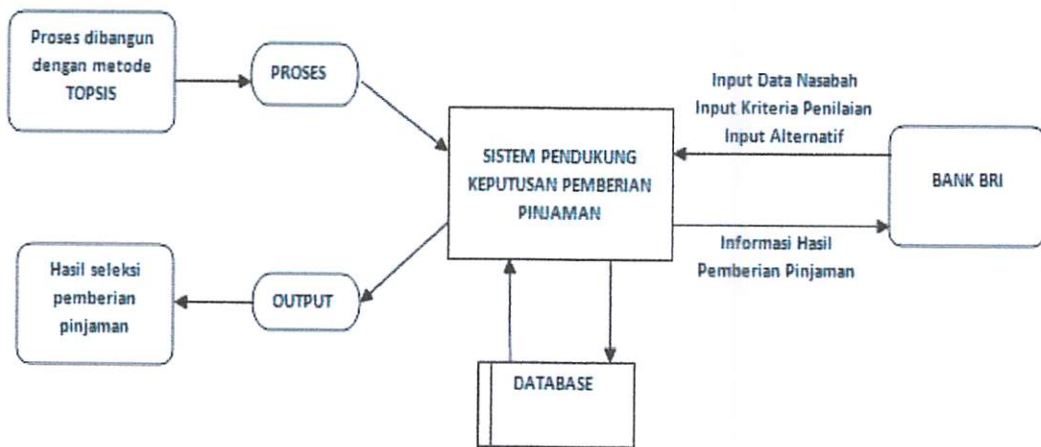 Proses dibangun
dengan metode
TOPSIS
PROSES
Input Data Nasabah
Input Kriteria Penilaian
Input Alternatif
SISTEM PENDUKUNG
KEPUTUSAN PEMBERIAN
PINJAMAN
BANK BRI
Informasi Hasil
Pemberian Pinjaman
Hasil seleksi
pemberian
pinjaman
OUTPUT
DATABASE